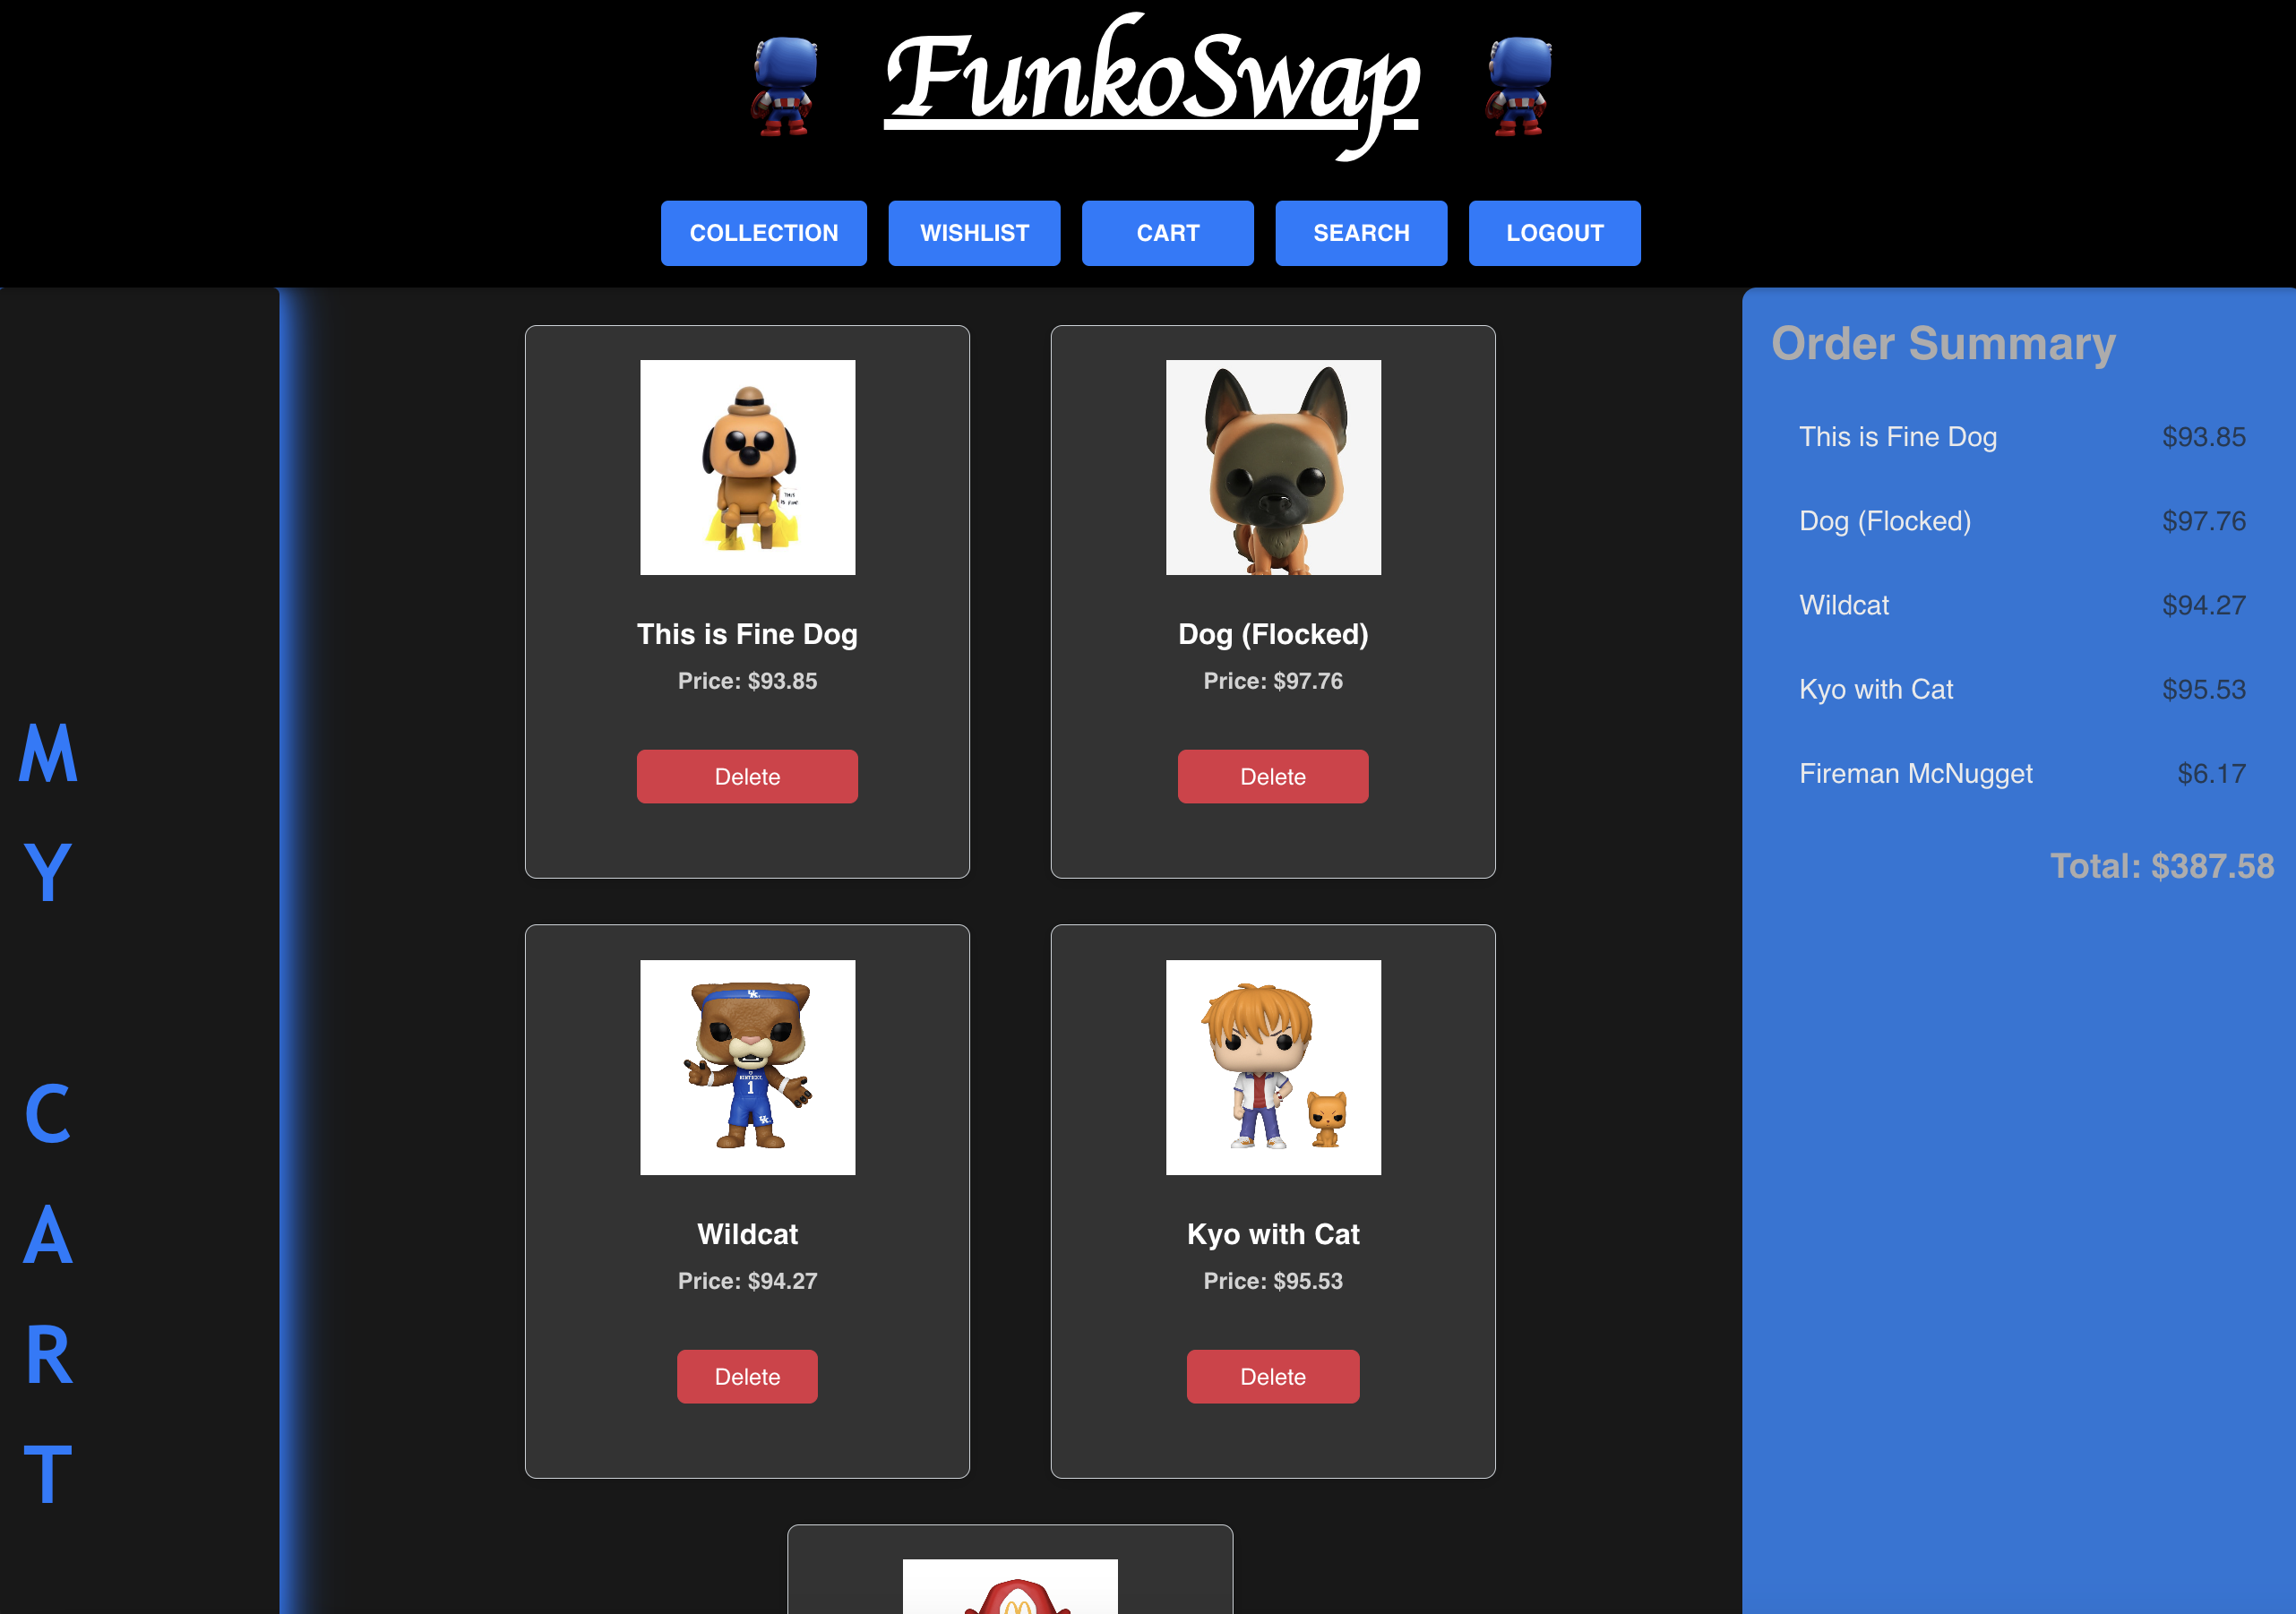 FunkoSwap
COLLECTION
WISHLIST
CART
SEARCH
LOGOUT
MY CART
This is Fine Dog
Price: $93.85
Delete
Dog (Flocked)
Price: $97.76
Delete
Wildcat
Price: $94.27
Delete
Kyo with Cat
Price: $95.53
Delete
Order Summary
This is Fine Dog $93.85
Dog (Flocked) $97.76
Wildcat $94.27
Kyo with Cat $95.53
Fireman McNugget $6.17
Total: $387.58